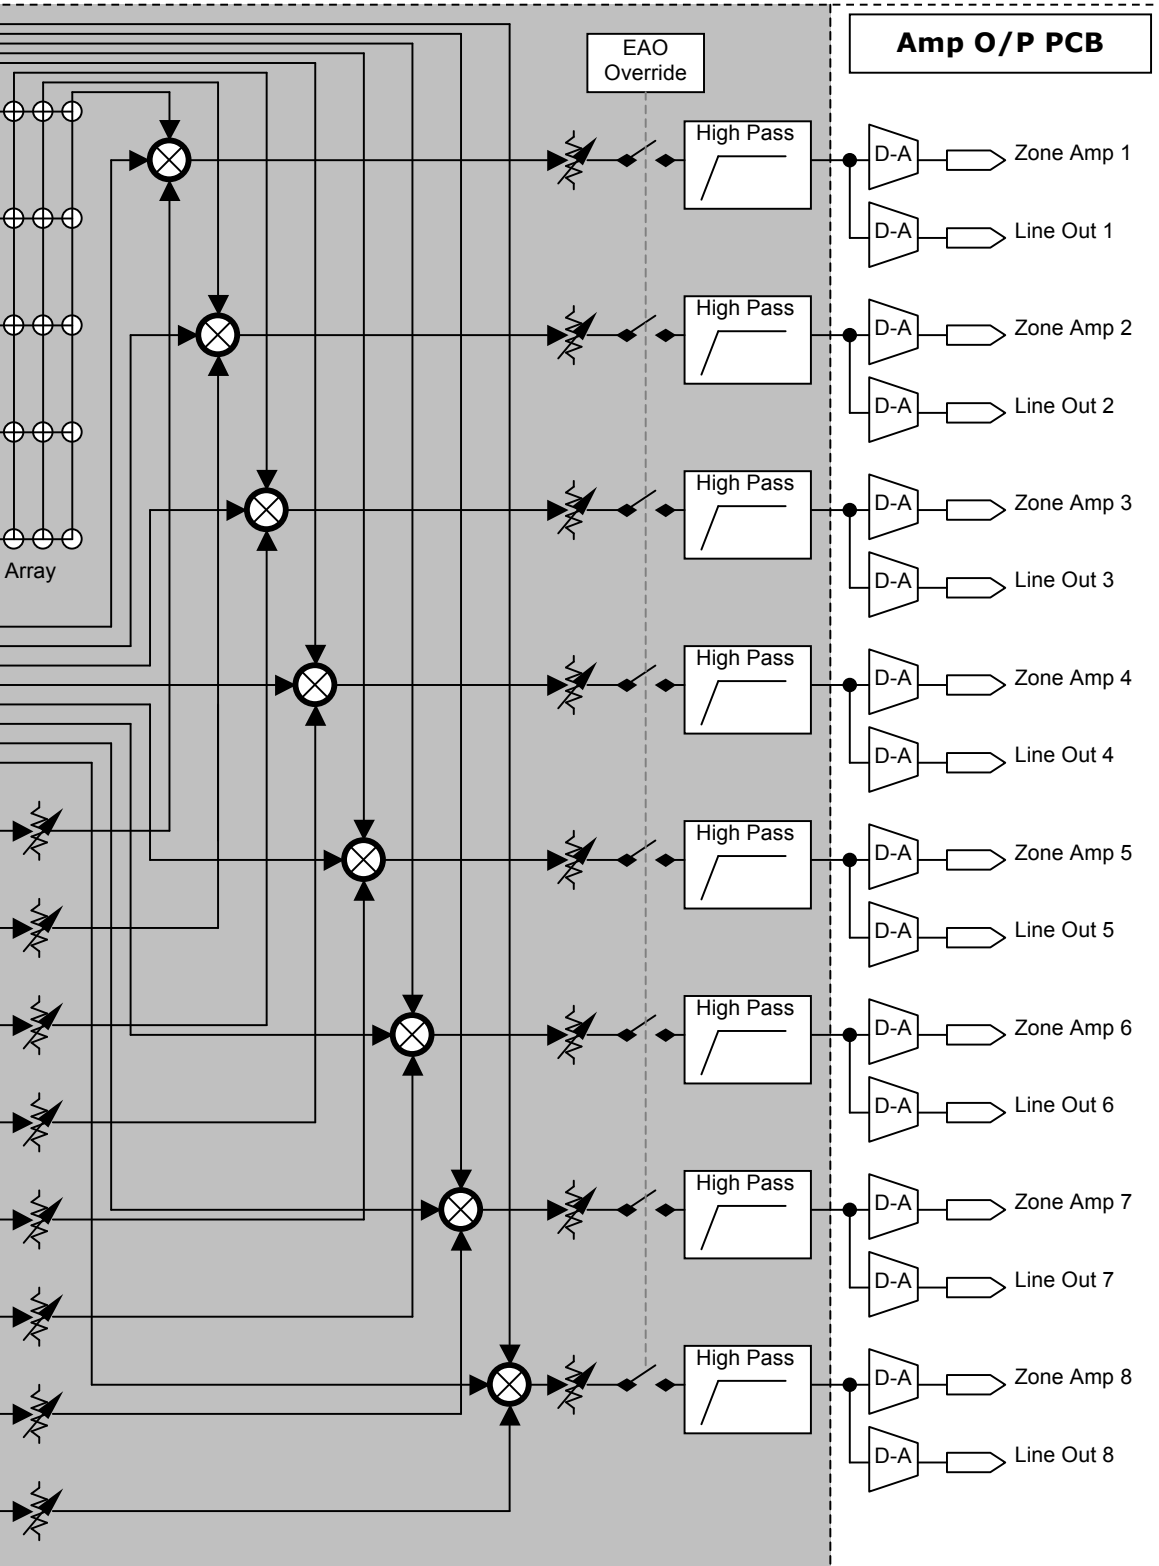 EAO
Override
Amp O/P PCB
High Pass
D-A
Zone Amp 1
D-A
Line Out 1
High Pass
D-A
Zone Amp 2
D-A
Line Out 2
High Pass
D-A
Zone Amp 3
D-A
Line Out 3
Array
High Pass
D-A
Zone Amp 4
D-A
Line Out 4
High Pass
D-A
Zone Amp 5
D-A
Line Out 5
High Pass
D-A
Zone Amp 6
D-A
Line Out 6
High Pass
D-A
Zone Amp 7
D-A
Line Out 7
High Pass
D-A
Zone Amp 8
D-A
Line Out 8